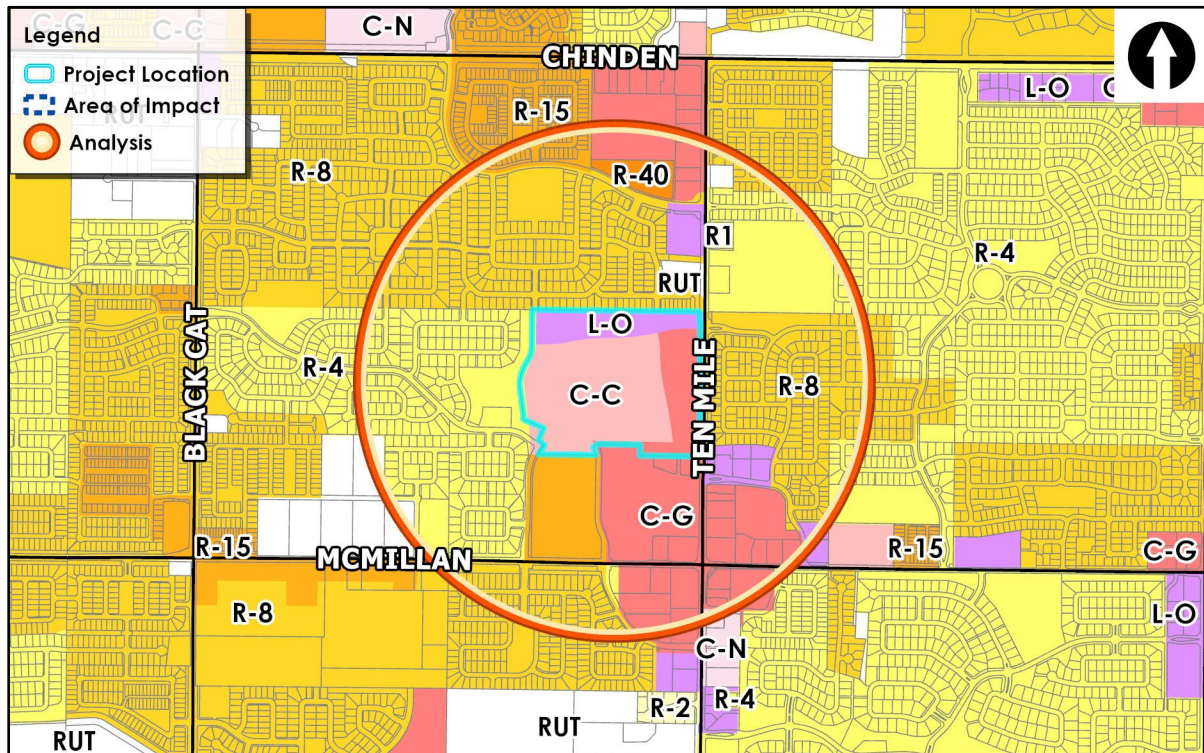 C-G
C-C
C-N
CHINDEN
Legend
Project Location
Area of Impact
RUT
Analysis
L-O
R-15
R-8
R-40
R1
R-4
RUT
L-O
BLACK CAT
R-4
C-C
TEN MILE
R-8
C-G
R-15
MCMILLAN
R-15
C-G
R-8
L-O
C-N
R-2
R-4
RUT
RUT